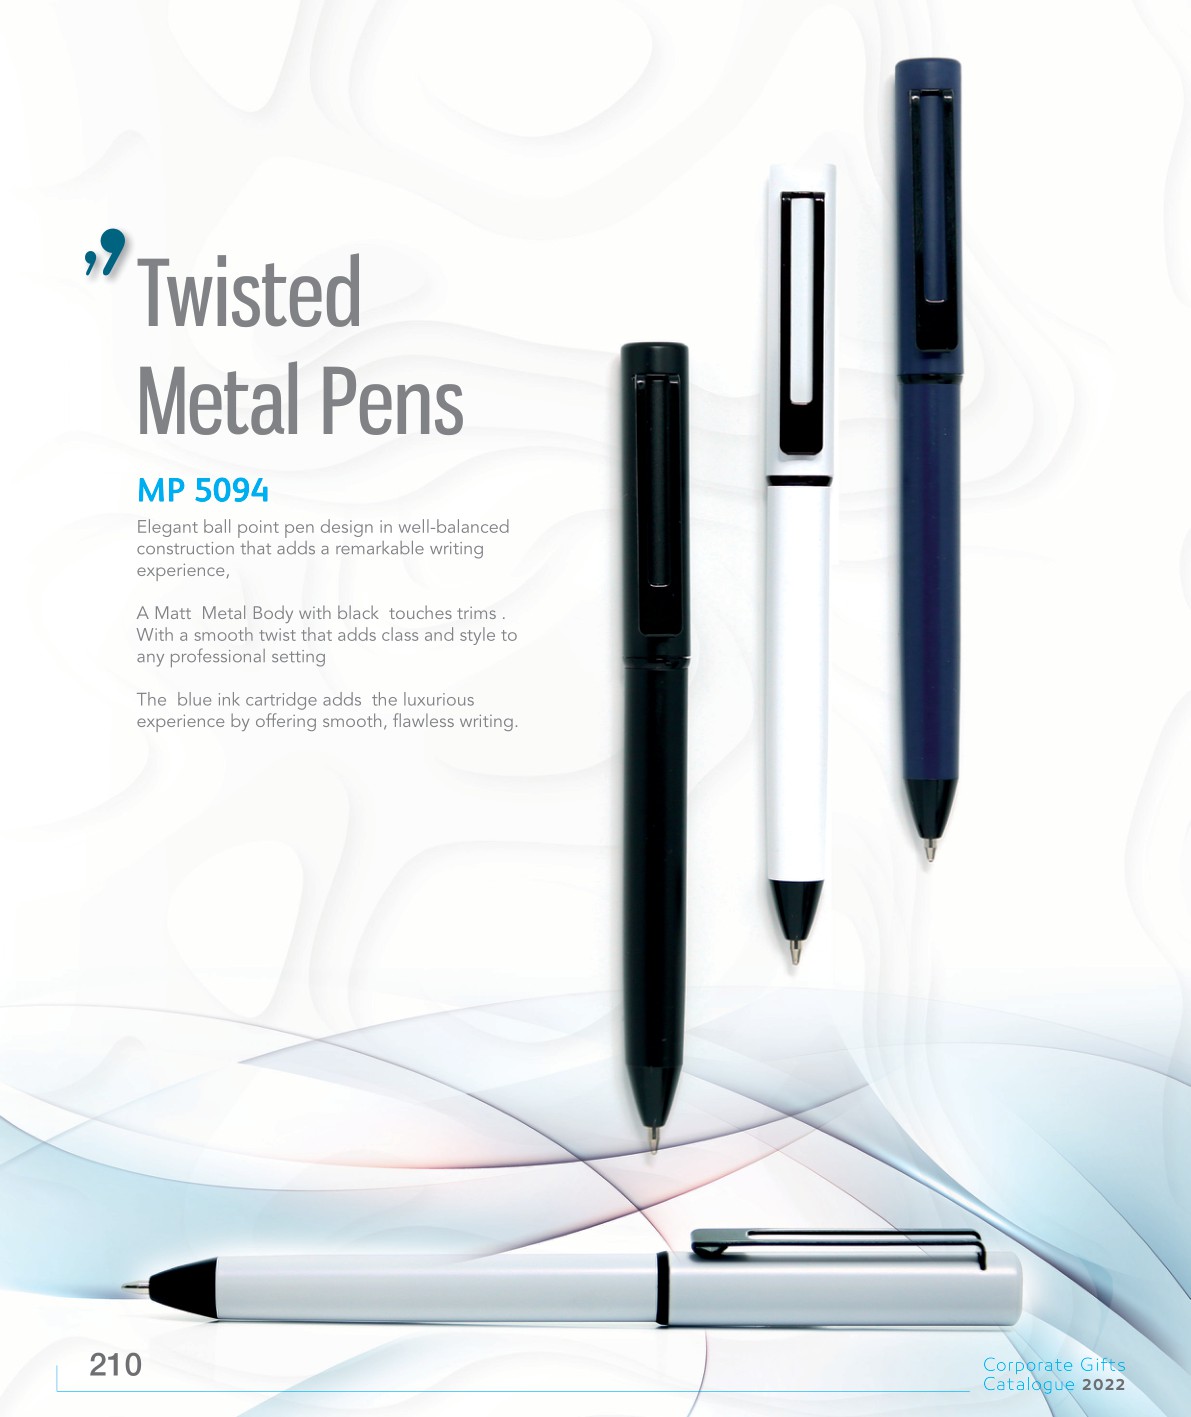 Twisted
Metal Pens
MP 5094
Elegant ball point pen design in well-balanced
construction that adds a remarkable writing
experience,
A Matt  Metal Body with black  touches trims .
With a smooth twist that adds class and style to
any professional setting
The  blue ink cartridge adds  the luxurious
experience by offering smooth, flawless writing.
210
Corporate Gifts
Catalogue 2022